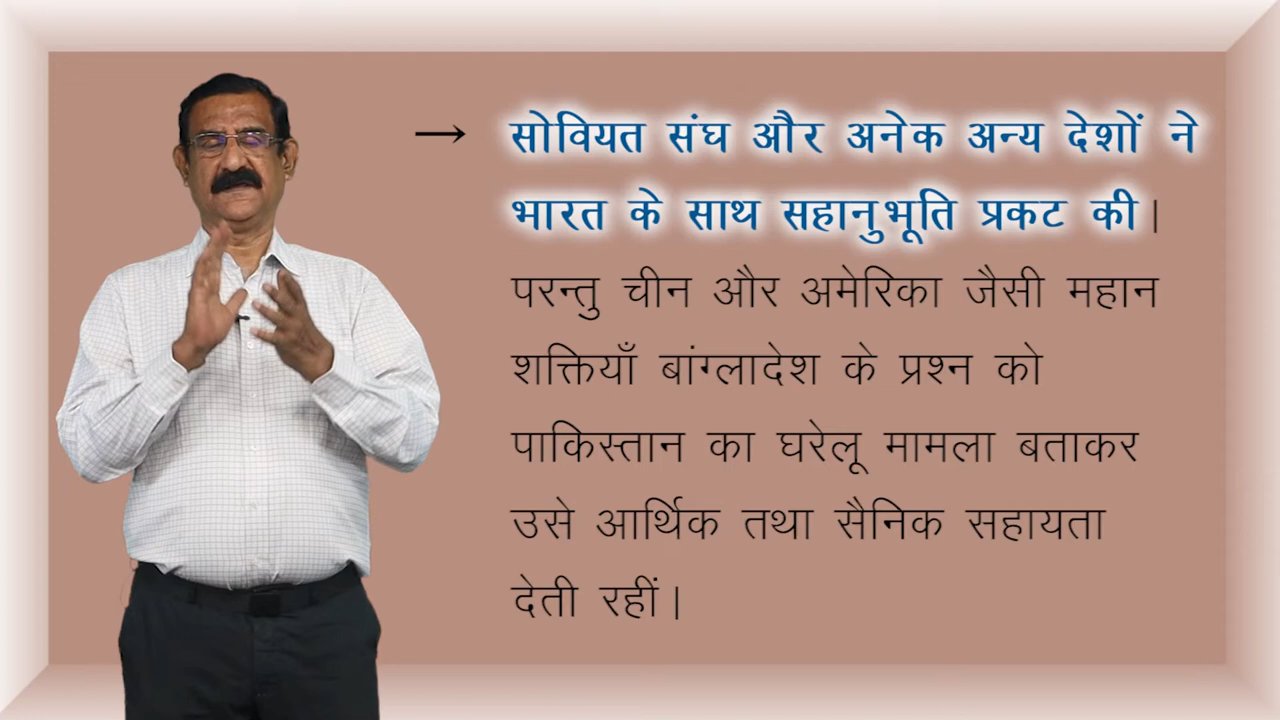 → सोवियत संघ और अनेक अन्य देशों ने
भारत के साथ सहानुभूति प्रकट की।
परन्तु चीन और अमेरिका जैसी महान
शक्तियाँ बांग्लादेश के प्रश्न को
पाकिस्तान का घरेलू मामला बताकर
उसे आर्थिक तथा सैनिक सहायता
देती रहीं।